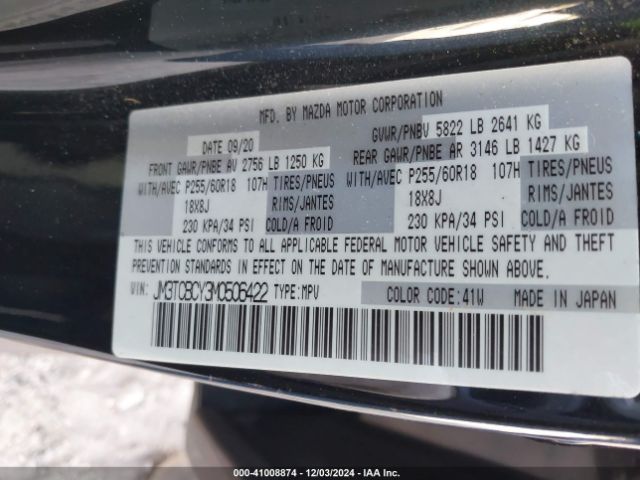 MFD. BY MAZDA MOTOR CORPORATION
DATE 09/20 GVWR/PNBV 5822 LB 2641 KG
FRONT GAWR/PNBE AV 2756 LB 1250 KG REAR GAWR/PNBE AR 3146 LB 1427 KG
WITH/AVEC P255/60R18 107H TIRES/PNEUS WITH/AVEC P255/60R18 107H TIRES/PNEUS
18X8J RIMS/JANTES 18X8J RIMS/JANTES
230 KPA/34 PSI COLD/A FROID 230 KPA/34 PSI COLD/A FROID
THIS VEHICLE CONFORMS TO ALL APPLICABLE FEDERAL MOTOR VEHICLE SAFETY AND THEFT
PREVENTION STANDARDS IN EFFECT ON THE DATE OF MANUFACTURE SHOWN ABOVE.
VIN: JM3TCBCY3M0506422 TYPE:MPV COLOR CODE:41W MADE IN JAPAN
000-41008874 - 12/03/2024 - IAA Inc.